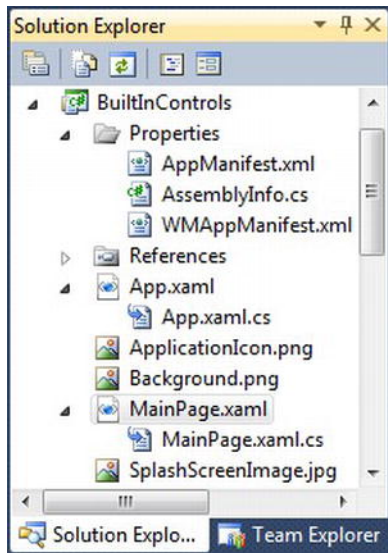 Solution Explorer
BuiltInControls
Properties
AppManifest.xml
AssemblyInfo.cs
WMAppManifest.xml
References
App.xaml
App.xaml.cs
ApplicationIcon.png
Background.png
MainPage.xaml
MainPage.xaml.cs
SplashScreenImage.jpg
Solution Explo... Team Explorer